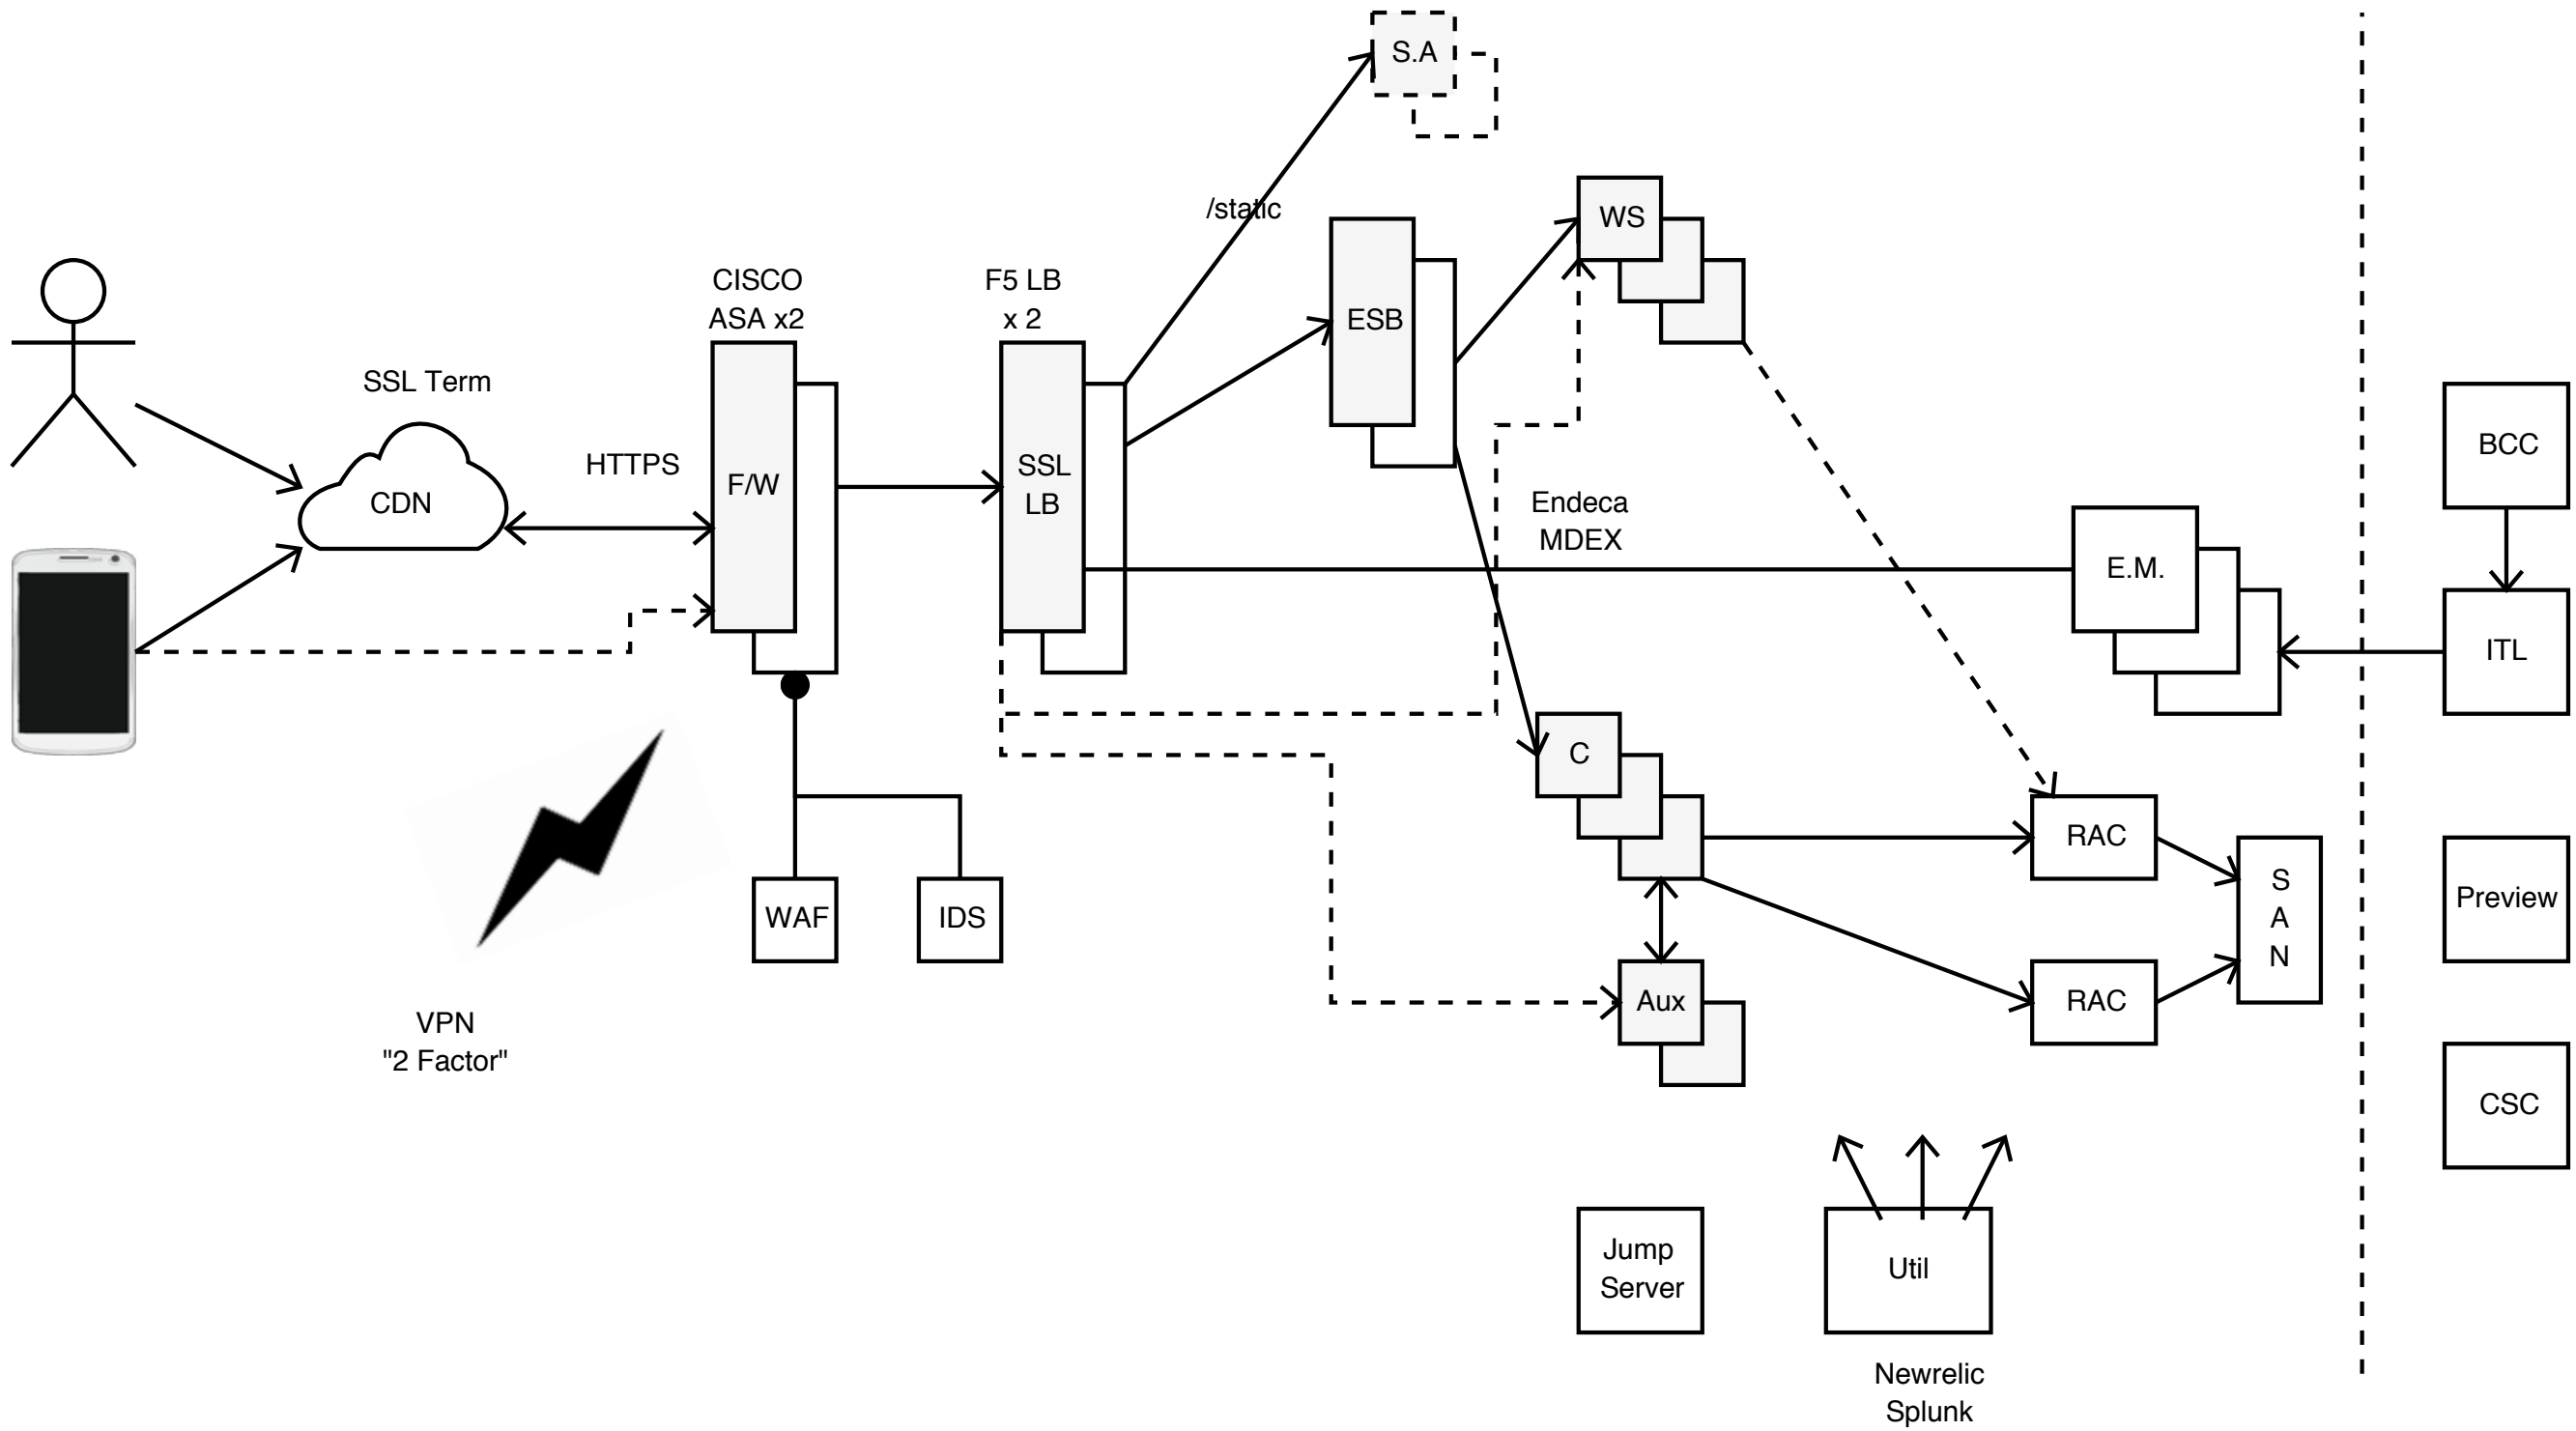 S.A
/static
WS
CISCO
ASA x2
F5 LB
x 2
ESB
SSL Term
HTTPS
CDN
F/W
SSL
LB
Endeca
MDEX
E.M.
BCC
ITL
C
WAF
IDS
RAC
S
A
N
Preview
Aux
RAC
VPN
"2 Factor"
CSC
Jump
Server
Util
Newrelic
Splunk